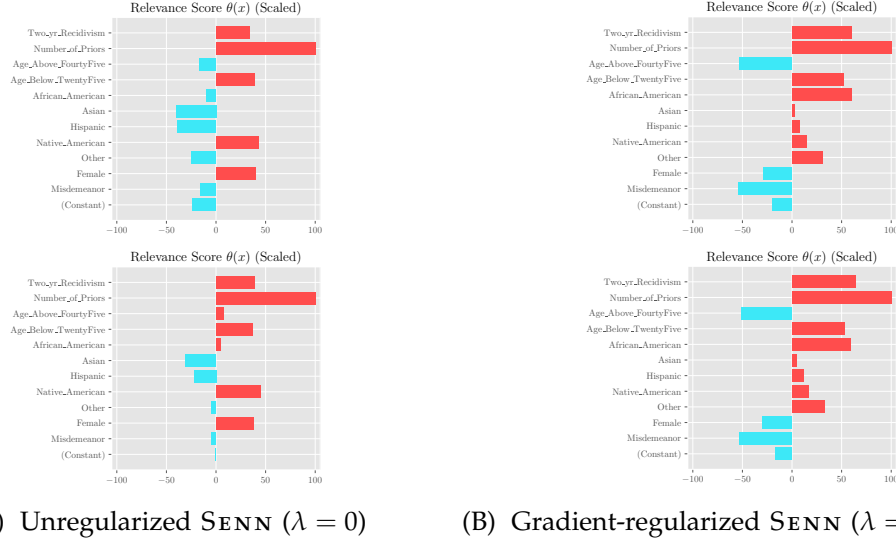 Relevance Score θ(x) (Scaled)
Two_yr_Recidivism
Number_of_Priors
Age_Above_FourtyFive
Age_Below_TwentyFive
African_American
Asian
Hispanic
Native_American
Other
Female
Misdemeanor
(Constant)
−100 −50 0 50 100
Relevance Score θ(x) (Scaled)
Two_yr_Recidivism
Number_of_Priors
Age_Above_FourtyFive
Age_Below_TwentyFive
African_American
Asian
Hispanic
Native_American
Other
Female
Misdemeanor
(Constant)
−100 −50 0 50 100
) Unregularized SENN (λ = 0)
Relevance Score θ(x) (Scaled)
Two_yr_Recidivism
Number_of_Priors
Age_Above_FourtyFive
Age_Below_TwentyFive
African_American
Asian
Hispanic
Native_American
Other
Female
Misdemeanor
(Constant)
−100 −50 0 50 100
Relevance Score θ(x) (Scaled)
Two_yr_Recidivism
Number_of_Priors
Age_Above_FourtyFive
Age_Below_TwentyFive
African_American
Asian
Hispanic
Native_American
Other
Female
Misdemeanor
(Constant)
−100 −50 0 50 100
(B) Gradient-regularized SENN (λ =